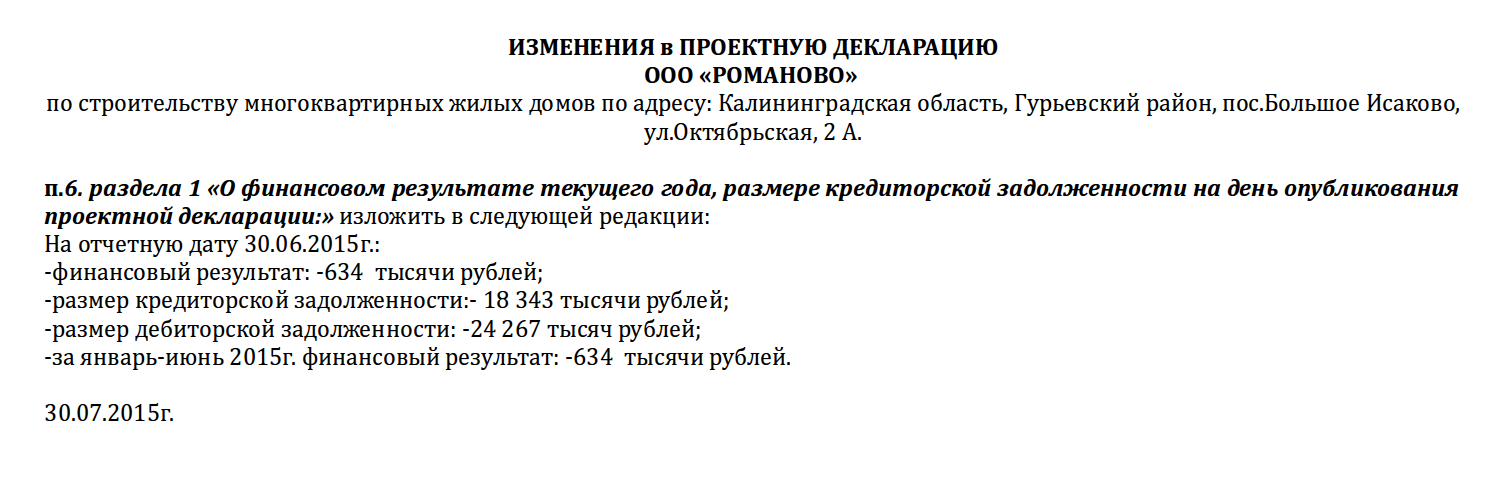 ИЗМЕНЕНИЯ в ПРОЕКТНУЮ ДЕКЛАРАЦИЮ
ООО «РОМАНОВО»
по строительству многоквартирных жилых домов по адресу: Калининградская область, Гурьевский район, пос.Большое Исаково,
ул.Октябрьская, 2 А.
п.6. раздела 1 «О финансовом результате текущего года, размере кредиторской задолженности на день опубликования
проектной декларации:» изложить в следующей редакции:
На отчетную дату 30.06.2015г.:
-финансовый результат: -634  тысячи рублей;
-размер кредиторской задолженности:- 18 343 тысячи рублей;
-размер дебиторской задолженности: -24 267 тысяч рублей;
-за январь-июнь 2015г. финансовый результат: -634  тысячи рублей.
30.07.2015г.